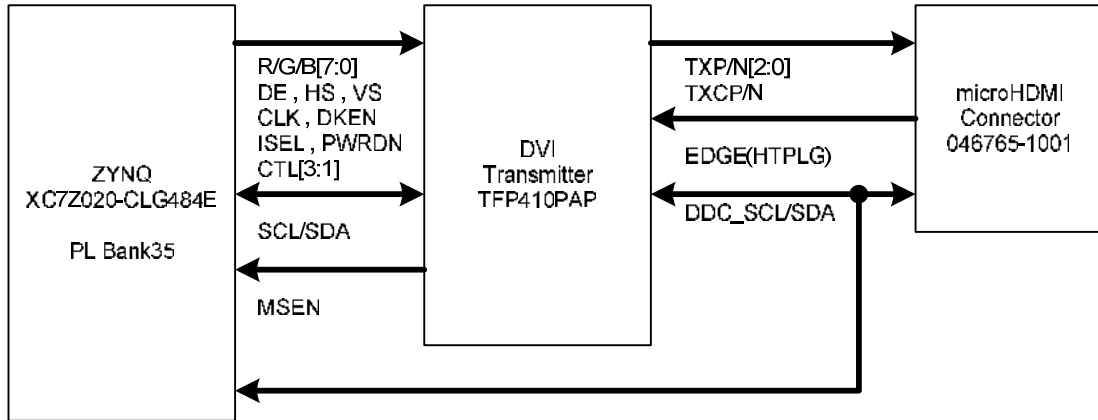 ZYNQ
XC7Z020-CLG484E
PL Bank35
R/G/B[7:0]
DE , HS , VS
CLK , DKEN
ISEL , PWRDN
CTL[3:1]
SCL/SDA
MSEN
DVI
Transmitter
TFP410PAP
TXP/N[2:0]
TXCP/N
EDGE(HTPLG)
DDC_SCL/SDA
microHDMI
Connector
046765-1001